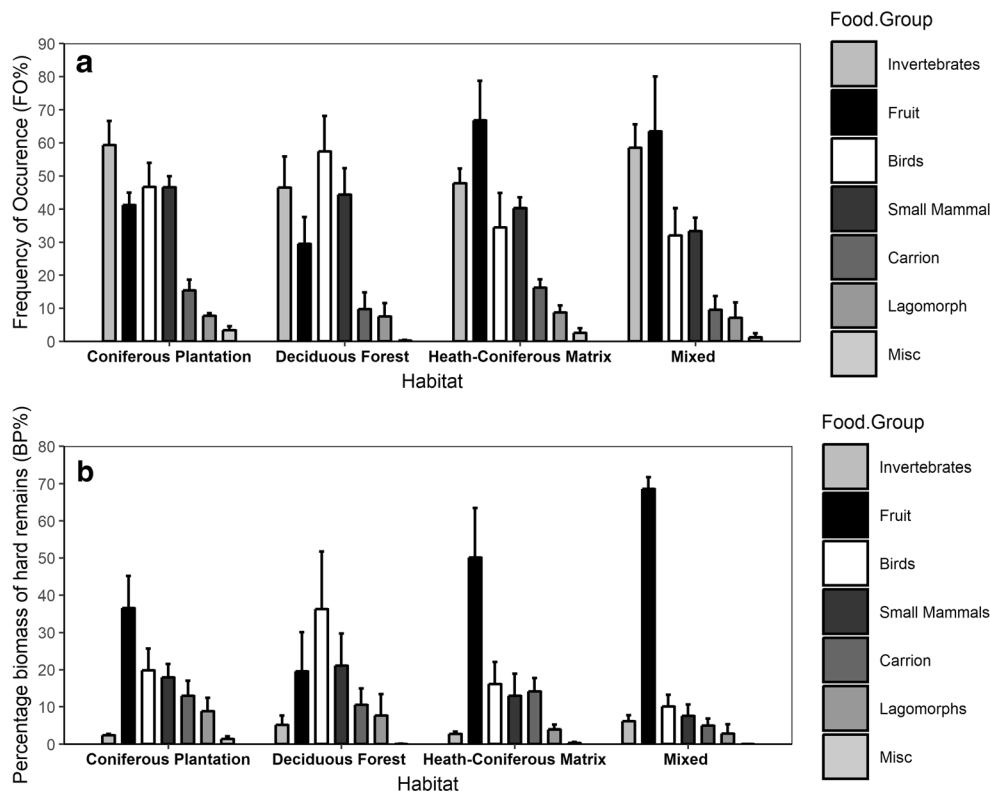 a
Frequency of Occurence (FO%)
90
80
70
60
50
40
30
20
10
0
Coniferous Plantation Deciduous Forest Heath-Coniferous Matrix Mixed
Habitat
Food.Group
Invertebrates
Fruit
Birds
Small Mammal
Carrion
Lagomorph
Misc
b
Percentage biomass of hard remains (BP%)
80
70
60
50
40
30
20
10
0
Coniferous Plantation Deciduous Forest Heath-Coniferous Matrix Mixed
Habitat
Food.Group
Invertebrates
Fruit
Birds
Small Mammals
Carrion
Lagomorphs
Misc